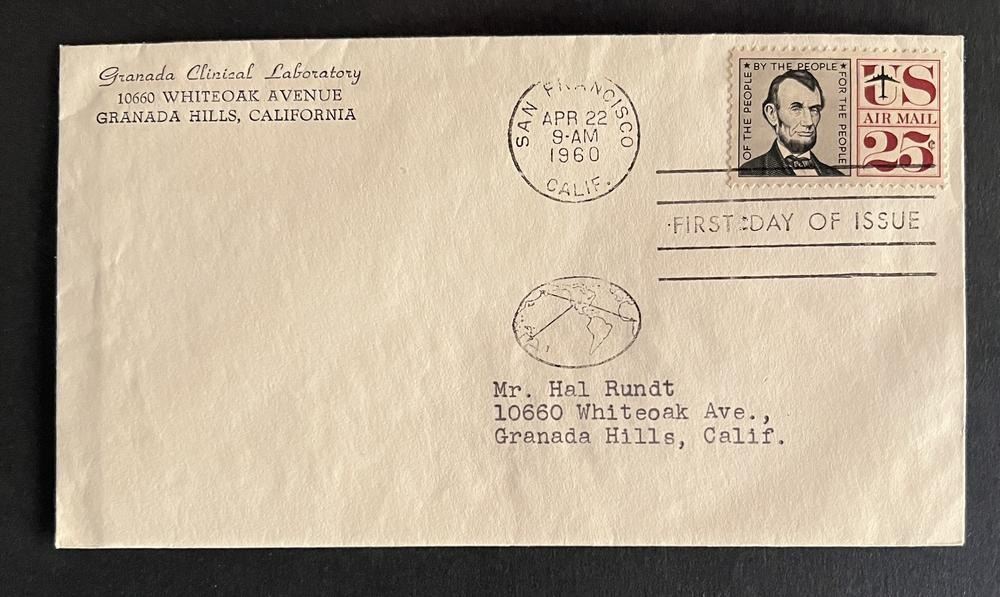 Granada Clinical Laboratory
10660 WHITEOAK AVENUE
GRANADA HILLS, CALIFORNIA
SAN FRANCISCO
APR 22
9-AM
1960
CALIF.
OF THE PEOPLE ★ BY THE PEOPLE ★ FOR THE PEOPLE
US
AIR MAIL
25¢
FIRST DAY OF ISSUE
Mr. Hal Rundt
10660 Whiteoak Ave.,
Granada Hills, Calif.